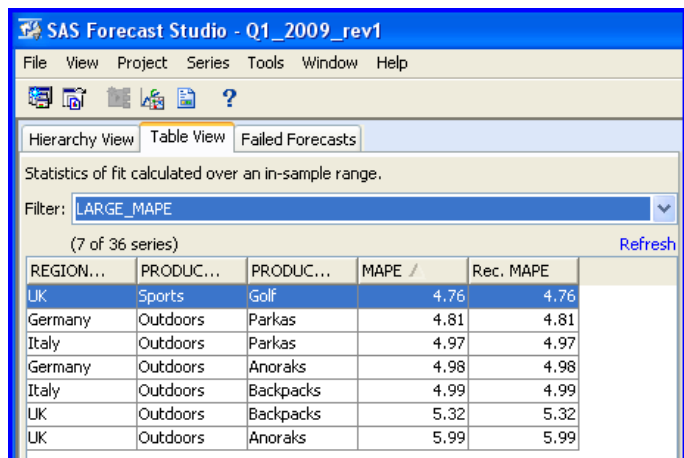 SAS Forecast Studio - Q1_2009_rev1
File View Project Series Tools Window Help
?
Hierarchy View Table View Failed Forecasts
Statistics of fit calculated over an in-sample range.
Filter: LARGE_MAPE
(7 of 36 series) Refresh
REGION... PRODUC... PRODUC... MAPE Rec. MAPE
UK Sports Golf 4.76 4.76
Germany Outdoors Parkas 4.81 4.81
Italy Outdoors Parkas 4.97 4.97
Germany Outdoors Anoraks 4.98 4.98
Italy Outdoors Backpacks 4.99 4.99
UK Outdoors Backpacks 5.32 5.32
UK Outdoors Anoraks 5.99 5.99